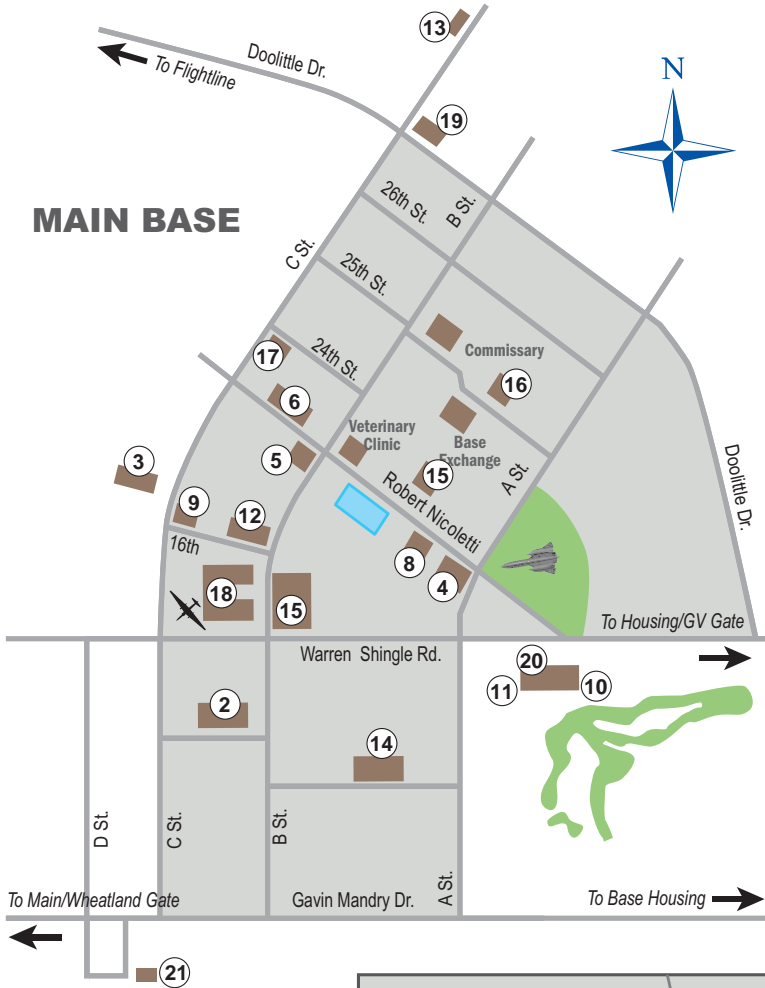 13
Doolittle Dr.
To Flightline
N
19
26th St.
B St.
MAIN BASE
C St.
25th St.
17
24th St.
Commissary
16
6
Veterinary
Clinic
Base
Exchange
3
5
15
A St.
Robert Nicoletti
Doolittle Dr.
9
12
16th
8
4
18
15
To Housing/GV Gate
Warren Shingle Rd.
20
11
10
2
14
D St.
C St.
B St.
A St.
To Main/Wheatland Gate
Gavin Mandry Dr.
To Base Housing
21